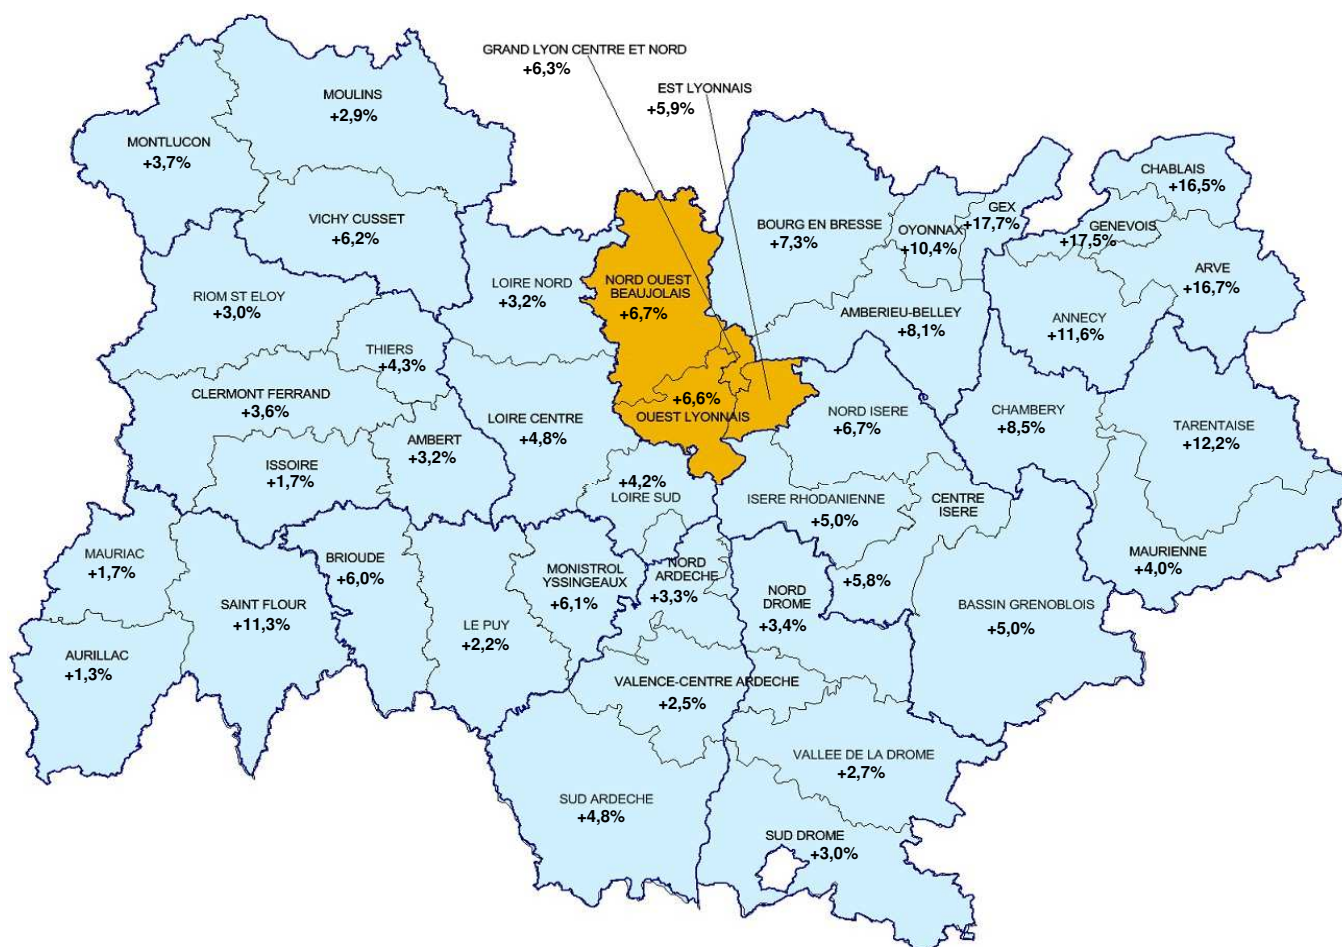 GRAND LYON CENTRE ET NORD
+6,3%
EST LYONNAIS
+5,9%
MOULINS
+2,9%
MONTLUCON
+3,7%
VICHY CUSSET
+6,2%
CHABLAIS
+16,5%
GEX
+17,7%
GENEVOIS
+17,5%
BOURG EN BRESSE
+7,3%
OYONNAX
+10,4%
ARVE
+16,7%
LOIRE NORD
+3,2%
NORD OUEST
BEAUJOLAIS
+6,7%
RIOM ST ELOY
+3,0%
AMBERIEU-BELLEY
+8,1%
ANNECY
+11,6%
THIERS
+4,3%
CLERMONT FERRAND
+3,6%
+6,6%
OUEST LYONNAIS
LOIRE CENTRE
+4,8%
NORD ISERE
+6,7%
CHAMBERY
+8,5%
TARENTAISE
+12,2%
AMBERT
+3,2%
ISSOIRE
+1,7%
+4,2%
LOIRE SUD
ISERE RHODANIENNE
+5,0%
CENTRE
ISERE
+5,8%
MAURIAC
+1,7%
BRIOUDE
+6,0%
MONISTROL
YSSINGEAUX
+6,1%
NORD
ARDECHE
+3,3%
NORD
DROME
+3,4%
MAURIENNE
+4,0%
SAINT FLOUR
+11,3%
LE PUY
+2,2%
BASSIN GRENOBLOIS
+5,0%
AURILLAC
+1,3%
VALENCE-CENTRE ARDECHE
+2,5%
VALLEE DE LA DROME
+2,7%
SUD ARDECHE
+4,8%
SUD DROME
+3,0%